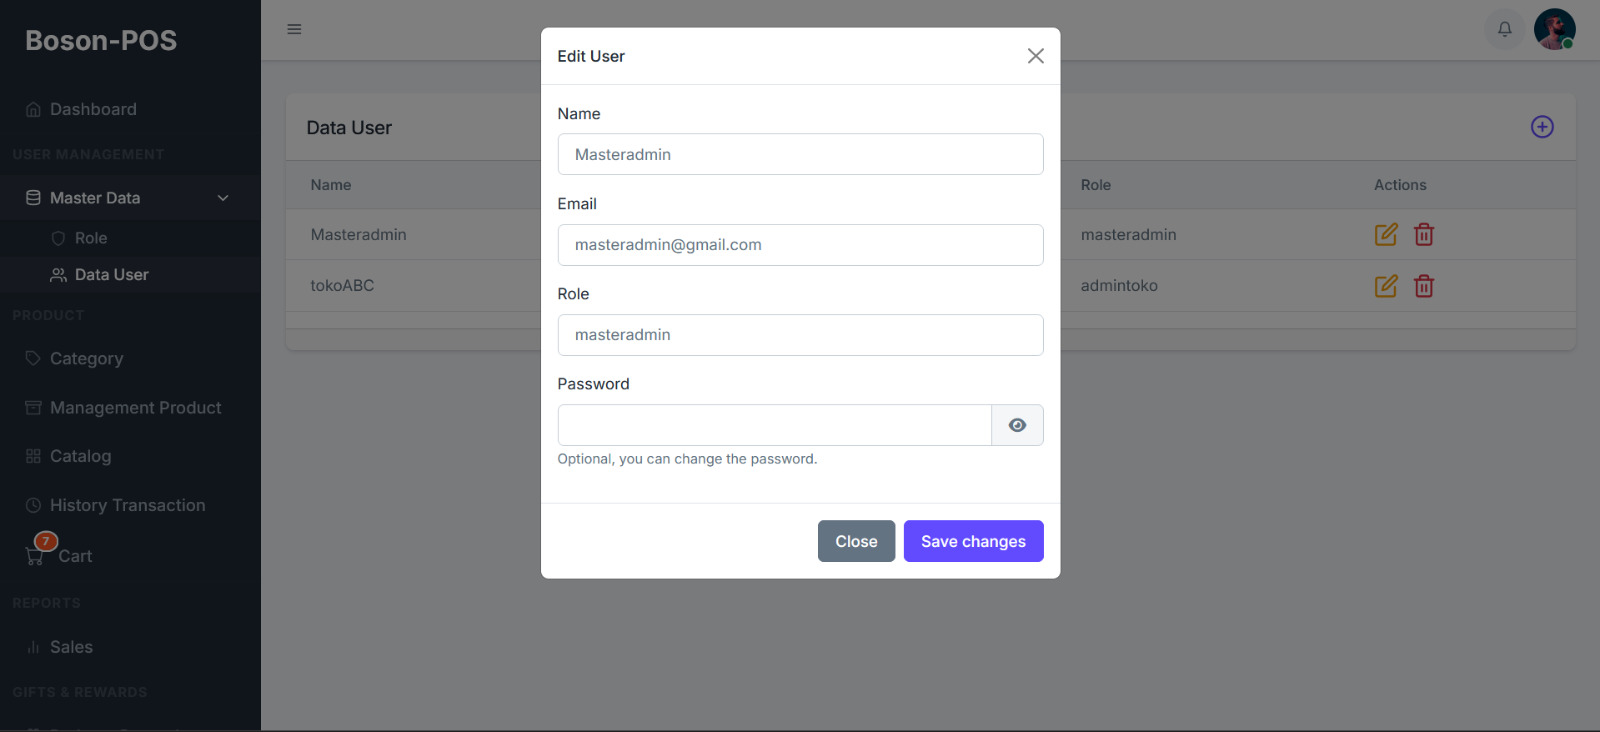 Boson-POS
Dashboard
USER MANAGEMENT
Master Data
Role
Data User
PRODUCT
Category
Management Product
Catalog
History Transaction
7
Cart
REPORTS
Sales
GIFTS & REWARDS
Data User
Name
Role
Actions
Masteradmin
masteradmin
tokoABC
admintoko
Edit User
Name
Masteradmin
Email
masteradmin@gmail.com
Role
masteradmin
Password
Optional, you can change the password.
Close
Save changes